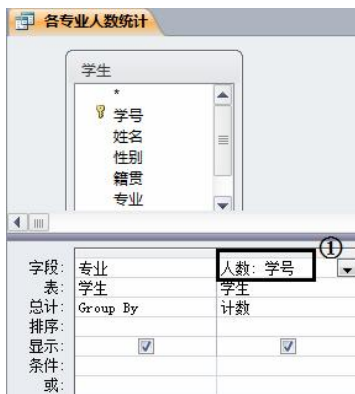 各专业人数统计
学生
*
学号
姓名
性别
籍贯
专业
①
字段: 专业 人数: 学号
表: 学生 学生
总计: Group By 计数
排序:
显示:
条件:
或: